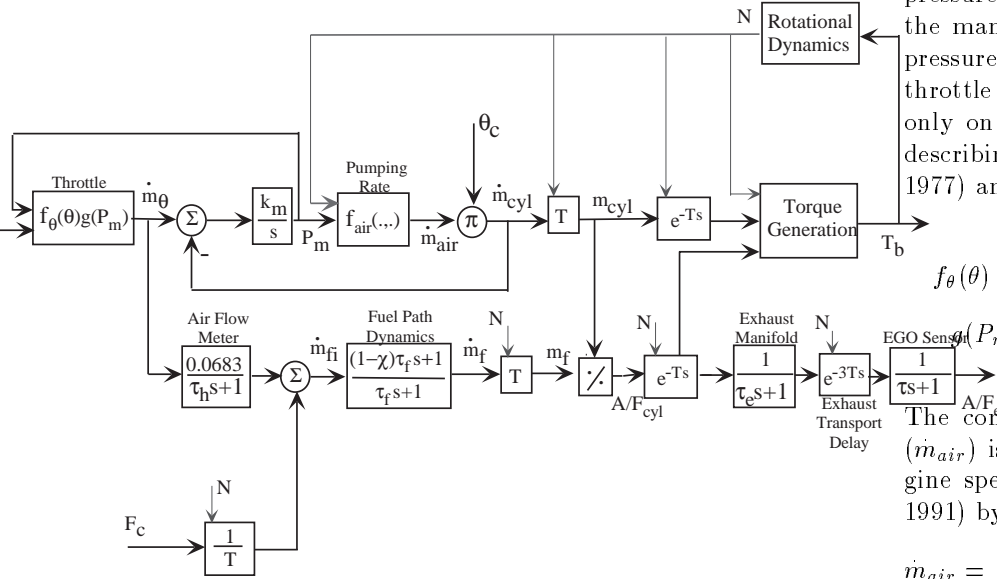 N
Rotational
Dynamics
θc
Throttle
ṁθ
fθ(θ)g(Pm)
Σ
-
km
s
Pm
Pumping
Rate
fair(.,.)
ṁair
π
ṁcyl
T
mcyl
e-Ts
Torque
Generation
Tb
Air Flow
Meter
0.0683
τhs+1
Σ
ṁfi
Fuel Path
Dynamics
(1-χ)τf s+1
τf s+1
ṁf
N
T
mf
·/·
A/Fcyl
N
e-Ts
Exhaust
Manifold
1
τes+1
N
e-3Ts
Exhaust
Transport
Delay
EGO Sensor
1
τs+1
A/F
N
Fc
1
T
pressure
the man
pressure
throttle
only on
describin
1977) an
fθ(θ)
g(P
The con
(ṁair) is
gine spe
1991) by
ṁair =